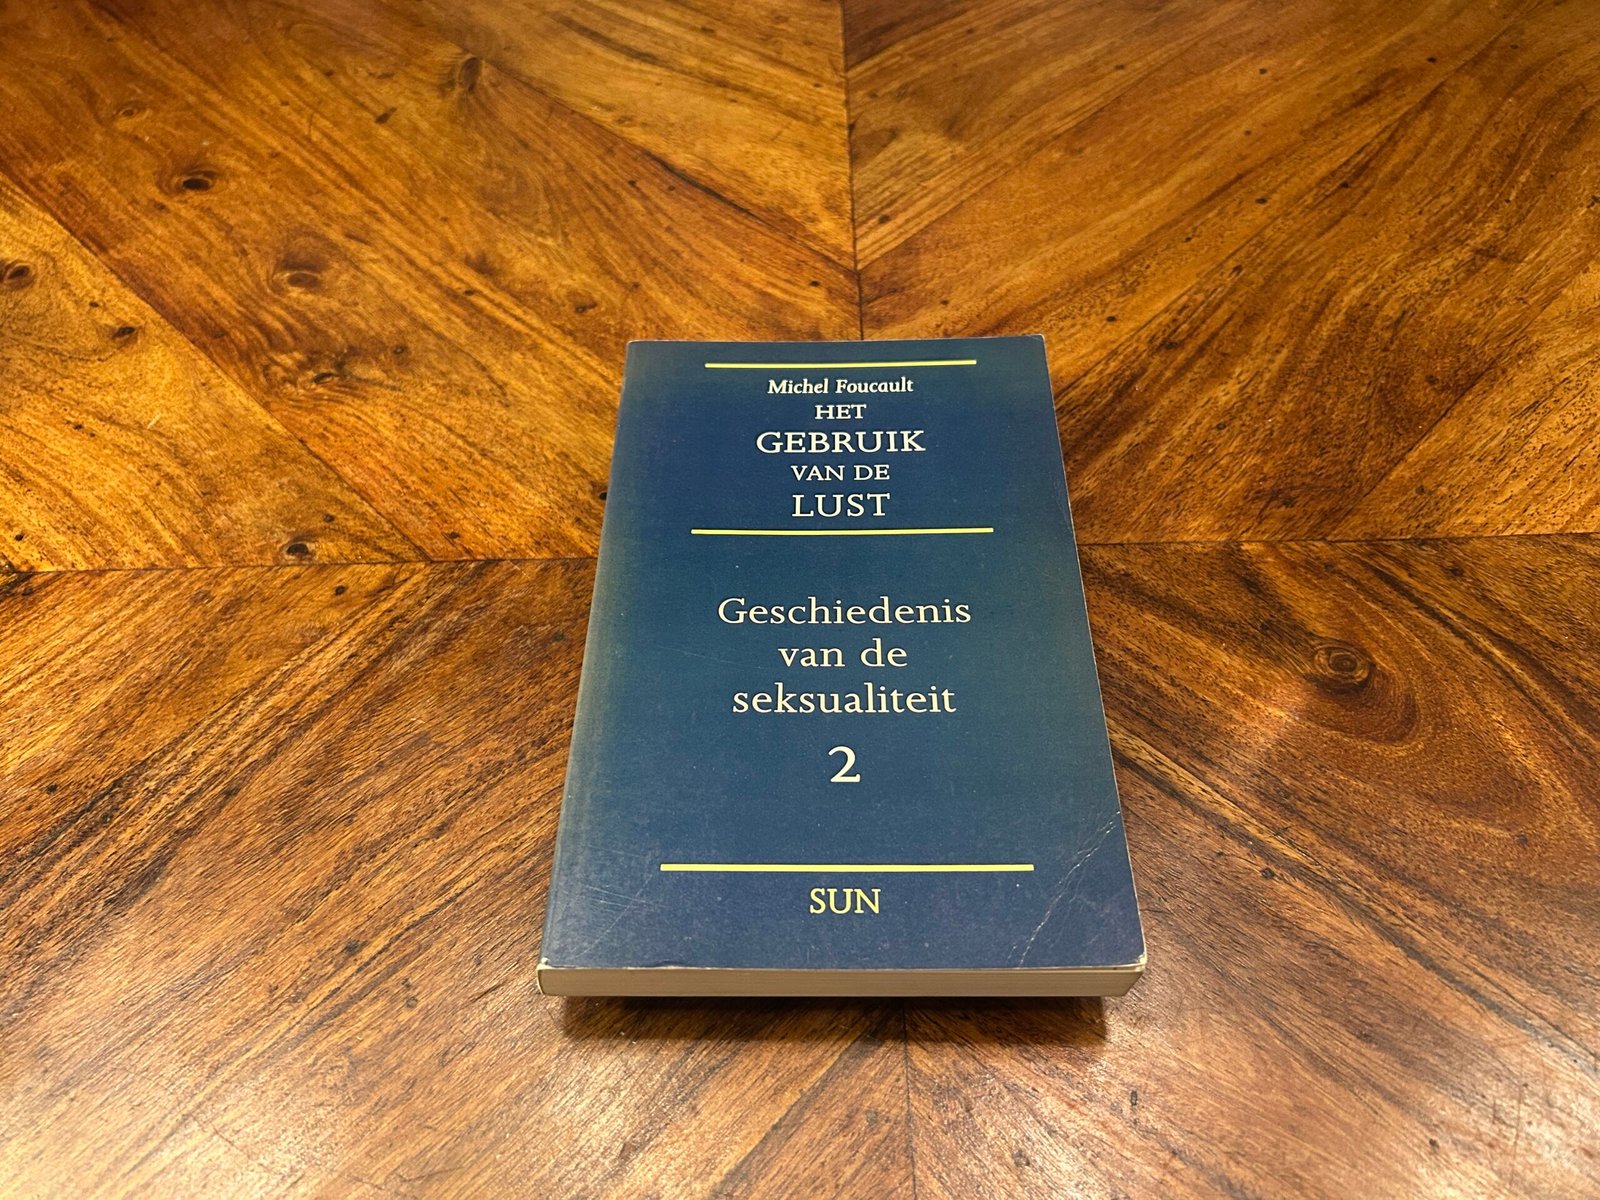 Michel Foucault
HET
GEBRUIK
VAN DE
LUST
Geschiedenis
van de
seksualiteit
2
SUN